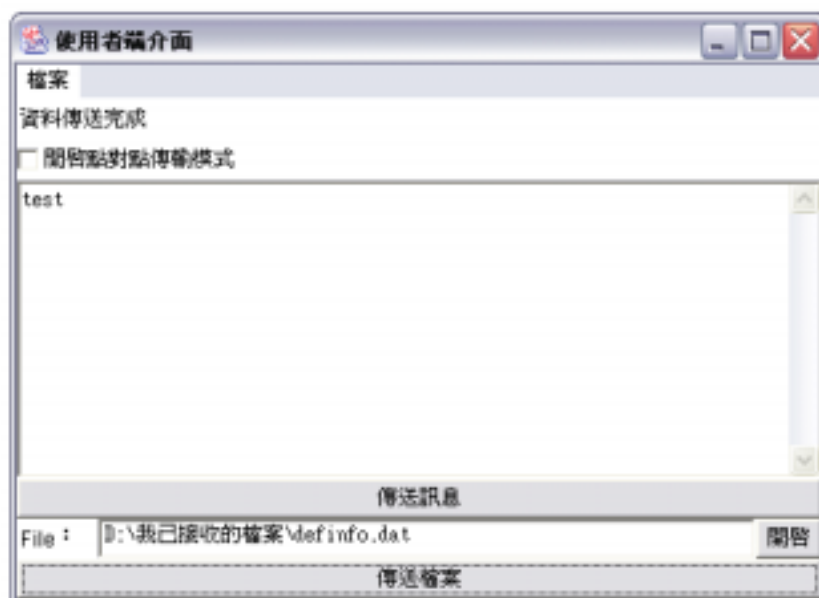 使用者端介面
檔案
資料傳送完成
開啓點對點傳輸模式
test
傳送訊息
File： D:\我已接收的檔案\definfo.dat 開啓
傳送檔案